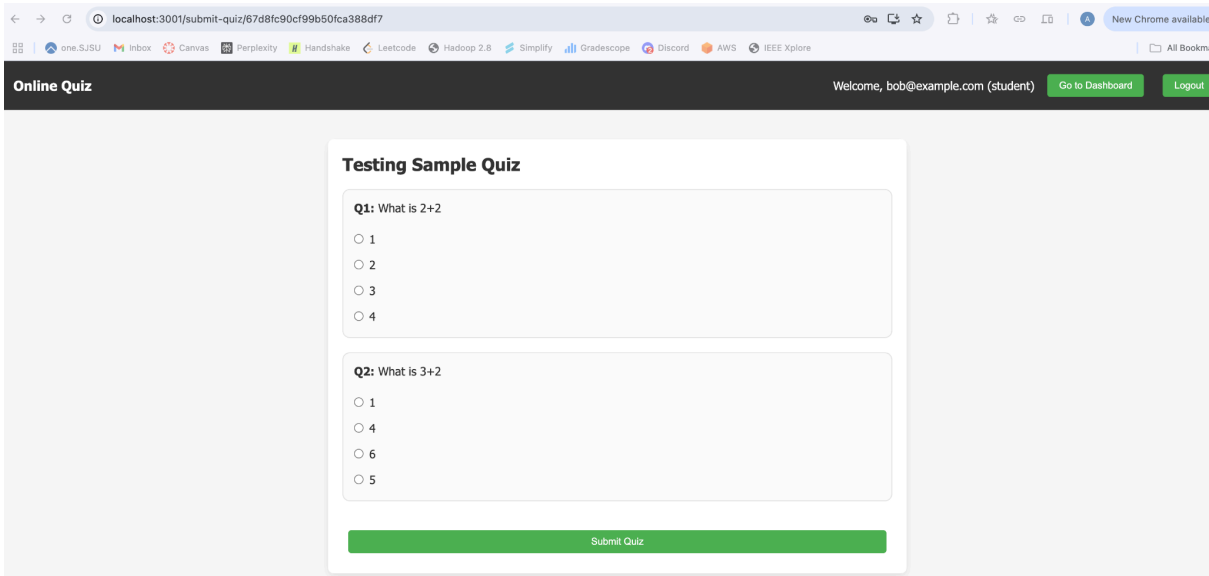 localhost:3001/submit-quiz/67d8fc90cf99b50fca388df7
A
New Chrome available
one.SJSU Inbox Canvas Perplexity Handshake Leetcode Hadoop 2.8 Simplify Gradescope Discord AWS IEEE Xplore
All Bookma
Online Quiz
Welcome, bob@example.com (student) Go to Dashboard Logout
Testing Sample Quiz
Q1: What is 2+2
1
2
3
4
Q2: What is 3+2
1
4
6
5
Submit Quiz